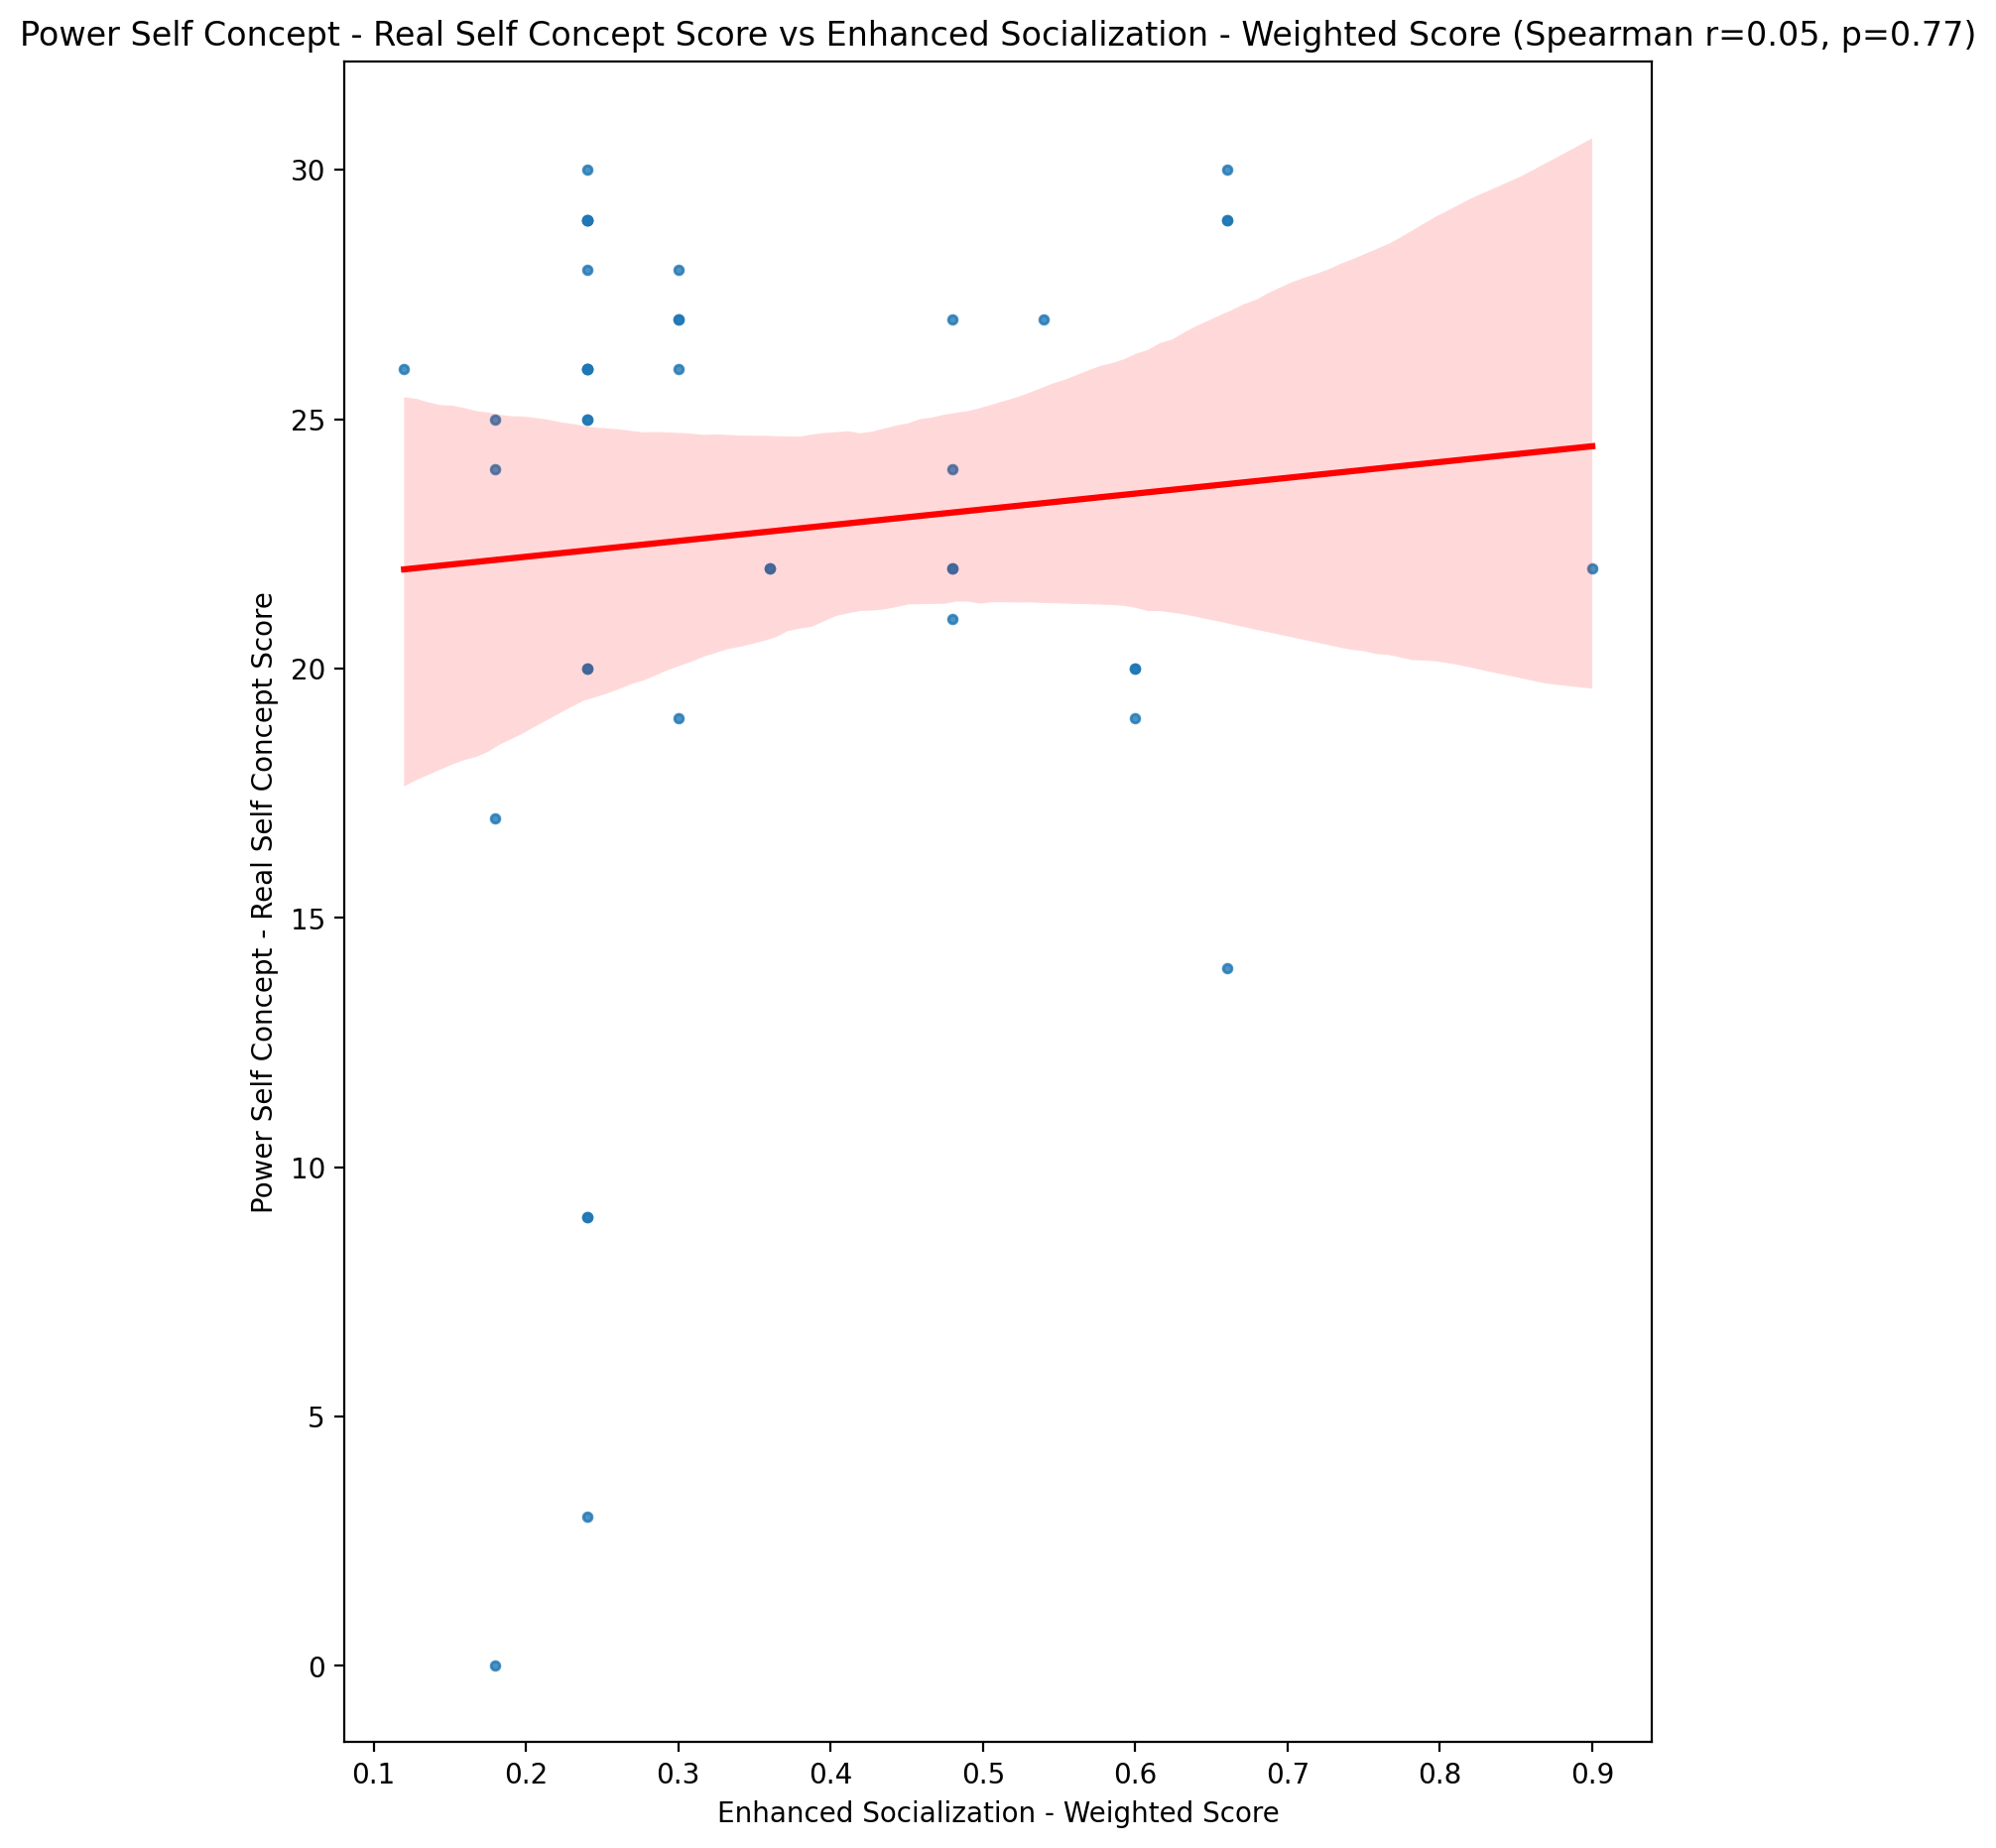 Power Self Concept - Real Self Concept Score vs Enhanced Socialization - Weighted Score (Spearman r=0.05, p=0.77)
Power Self Concept - Real Self Concept Score
30
25
20
15
10
5
0
0.1 0.2 0.3 0.4 0.5 0.6 0.7 0.8 0.9
Enhanced Socialization - Weighted Score